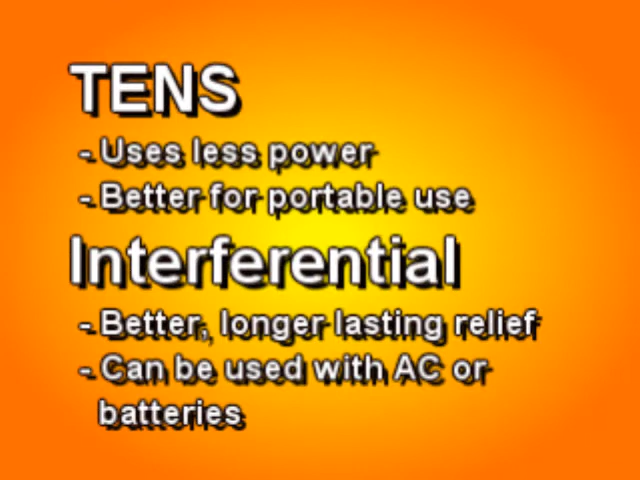 TENS
- Uses less power
- Better for portable use
Interferential
- Better, longer lasting relief
- Can be used with AC or
batteries